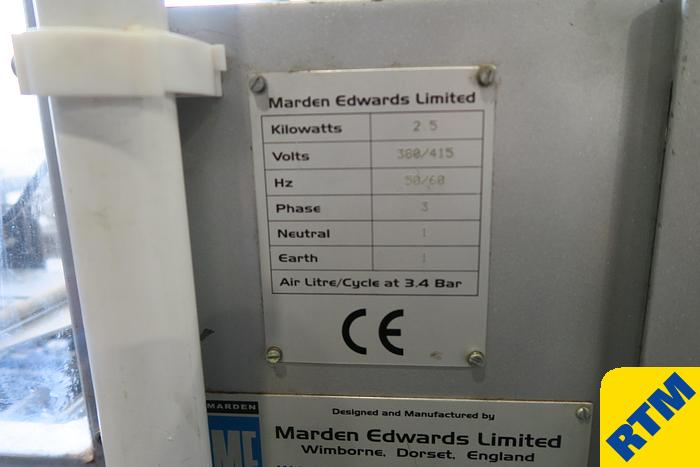 Marden Edwards Limited
Kilowatts 2.5
Volts 380/415
Hz 50/60
Phase 3
Neutral 1
Earth 1
Air Litre/Cycle at 3.4 Bar
CE
MARDEN
ME
Designed and Manufactured by
Marden Edwards Limited
Wimborne, Dorset, England
RTM